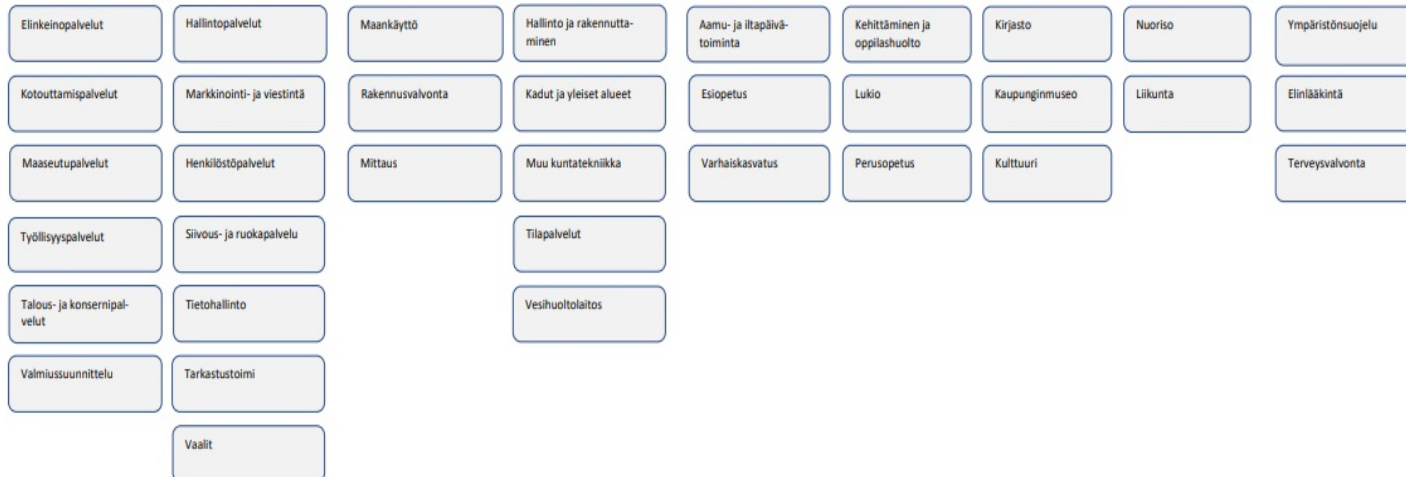 Elinkeinopalvelut
Hallintopalvelut
Maankäyttö
Hallinto ja rakennutta-
minen
Aamu- ja iltapäivä-
toiminta
Kehittäminen ja
oppilashuolto
Kirjasto
Nuoriso
Ympäristönsuojelu
Kotouttamispalvelut
Markkinointi- ja viestintä
Rakennusvalvonta
Kadut ja yleiset alueet
Esiopetus
Lukio
Kaupunginmuseo
Liikunta
Elinlääkintä
Maaseutupalvelut
Henkilöstöpalvelut
Mittaus
Muu kuntatekniikka
Varhaiskasvatus
Perusopetus
Kulttuuri
Terveysvalvonta
Työllisyyspalvelut
Siivous- ja ruokapalvelu
Tilapalvelut
Talous- ja konsernipal-
velut
Tietohallinto
Vesihuoltolaitos
Valmiussuunnittelu
Tarkastustoimi
Vaalit